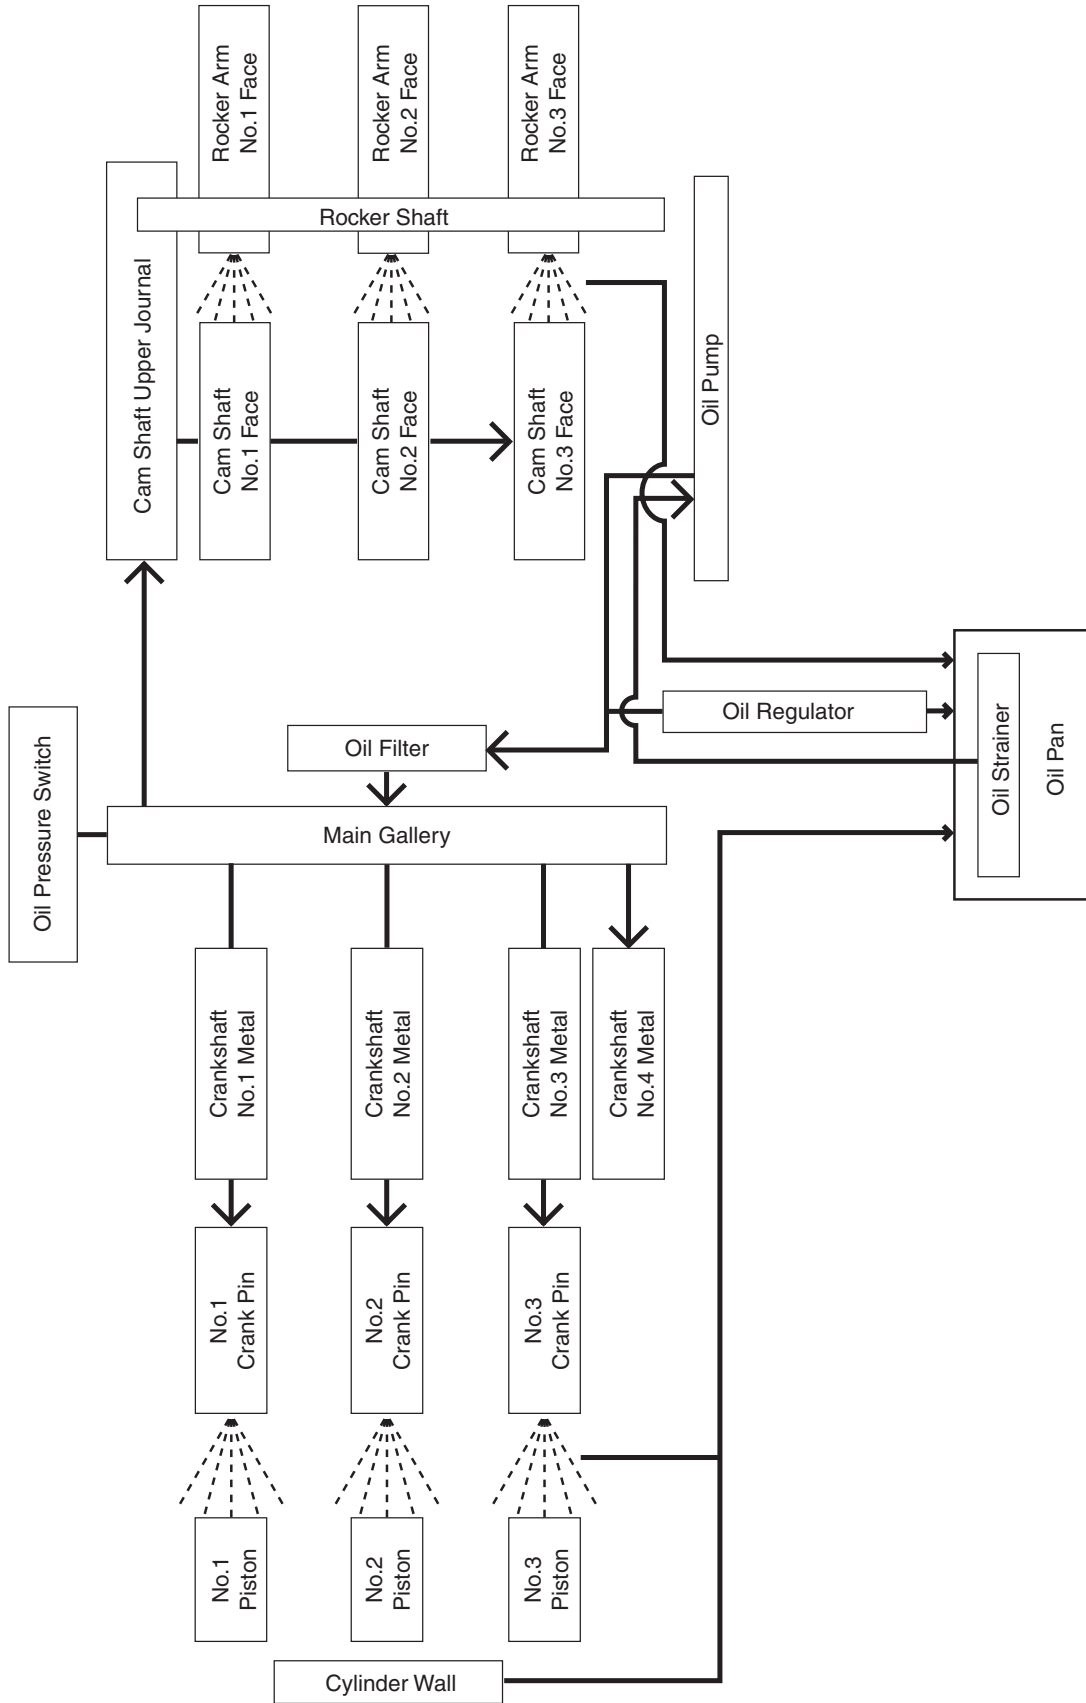 Rocker Arm
No.1 Face
Rocker Arm
No.2 Face
Rocker Arm
No.3 Face
Rocker Shaft
Cam Shaft Upper Journal
Cam Shaft
No.1 Face
Cam Shaft
No.2 Face
Cam Shaft
No.3 Face
Oil Pump
Oil Pressure Switch
Oil Filter
Oil Regulator
Oil Strainer
Oil Pan
Main Gallery
Crankshaft
No.1 Metal
Crankshaft
No.2 Metal
Crankshaft
No.3 Metal
Crankshaft
No.4 Metal
No.1
Crank Pin
No.2
Crank Pin
No.3
Crank Pin
No.1
Piston
No.2
Piston
No.3
Piston
Cylinder Wall